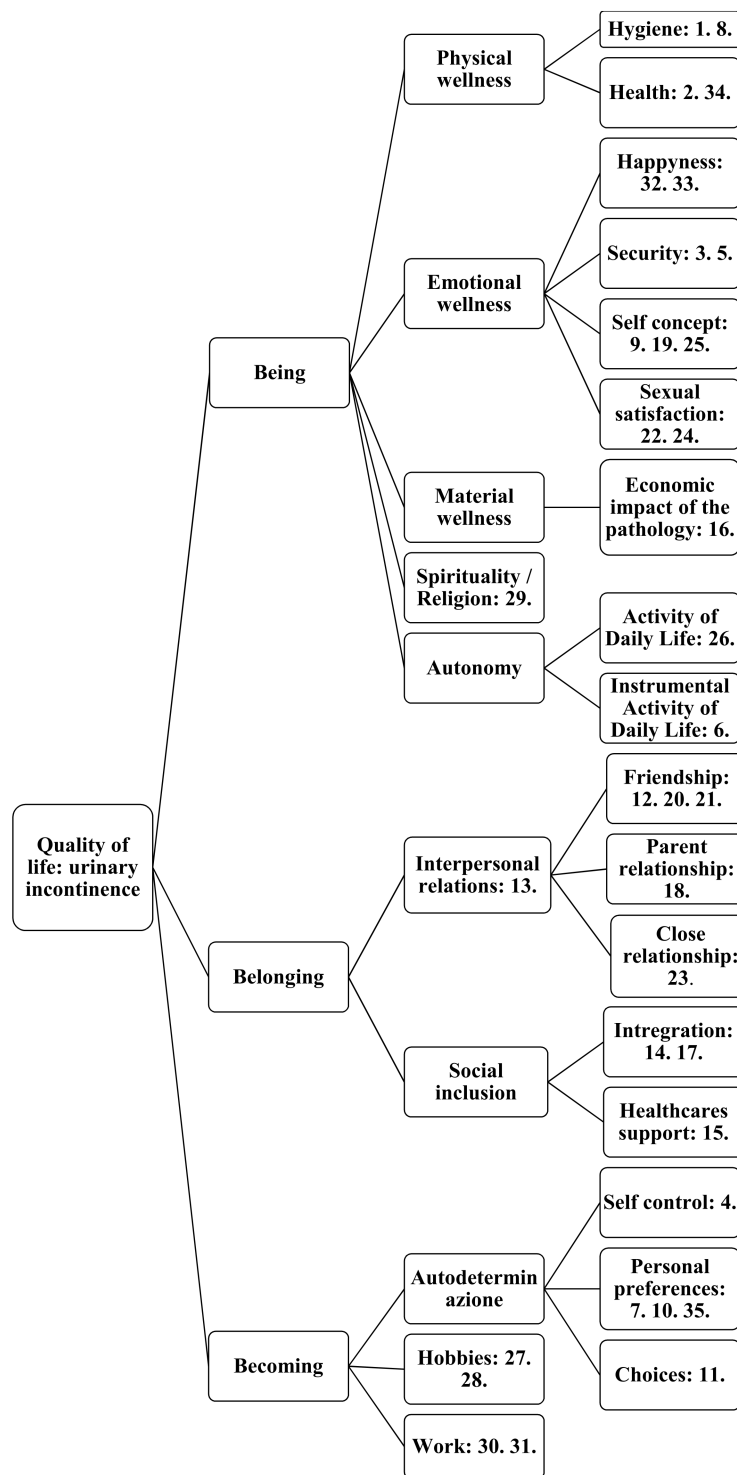 Hygiene: 1. 8.
Physical
wellness
Health: 2. 34.
Happyness:
32. 33.
Security: 3. 5.
Emotional
wellness
Self concept:
9. 19. 25.
Being
Sexual
satisfaction:
22. 24.
Material
wellness
Economic
impact of the
pathology: 16.
Spirituality /
Religion: 29.
Activity of
Daily Life: 26.
Autonomy
Instrumental
Activity of
Daily Life: 6.
Friendship:
12. 20. 21.
Quality of
life: urinary
incontinence
Interpersonal
relations: 13.
Parent
relationship:
18.
Close
relationship:
23.
Belonging
Intregration:
14. 17.
Social
inclusion
Healthcares
support: 15.
Self control: 4.
Autodetermin
azione
Personal
preferences:
7. 10. 35.
Becoming
Hobbies: 27.
28.
Choices: 11.
Work: 30. 31.